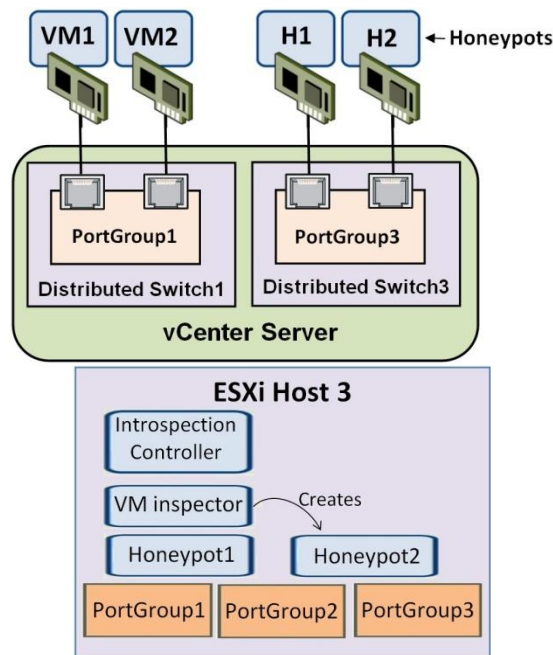 VM1 VM2 H1 H2 Honeypots
PortGroup1 PortGroup3
Distributed Switch1 Distributed Switch3
vCenter Server
ESXi Host 3
Introspection
Controller
VM inspector Creates
Honeypot1 Honeypot2
PortGroup1 PortGroup2 PortGroup3